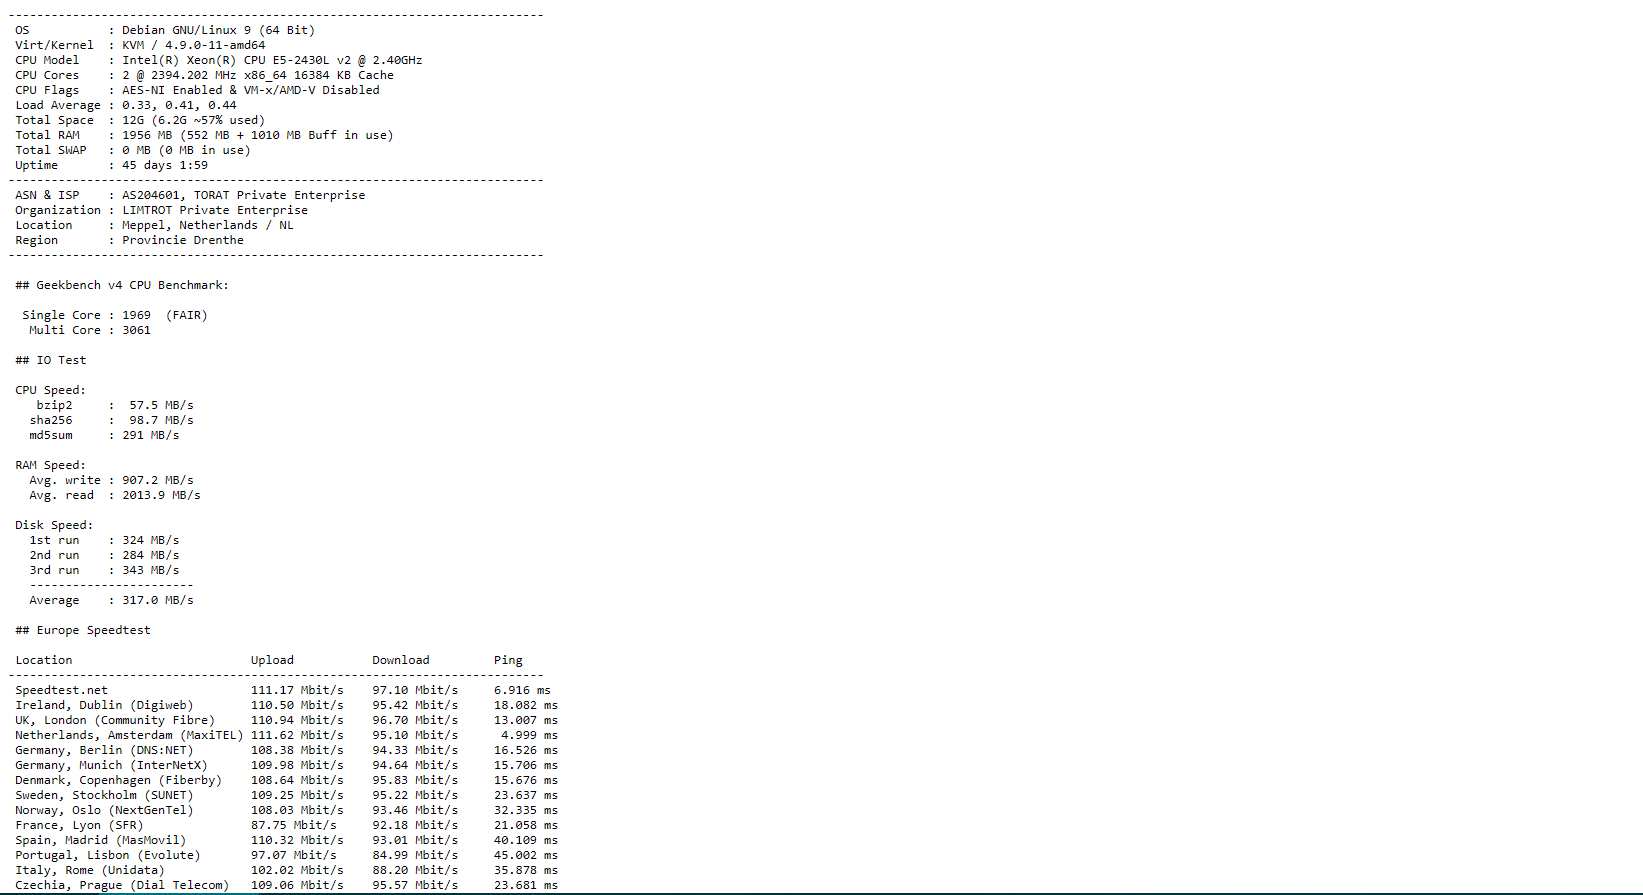 ---------------------------------------------------------------------------
OS           : Debian GNU/Linux 9 (64 Bit)
Virt/Kernel  : KVM / 4.9.0-11-amd64
CPU Model    : Intel(R) Xeon(R) CPU E5-2430L v2 @ 2.40GHz
CPU Cores    : 2 @ 2394.202 MHz x86_64 16384 KB Cache
CPU Flags    : AES-NI Enabled & VM-x/AMD-V Disabled
Load Average : 0.33, 0.41, 0.44
Total Space  : 12G (6.2G ~57% used)
Total RAM    : 1956 MB (552 MB + 1010 MB Buff in use)
Total SWAP   : 0 MB (0 MB in use)
Uptime       : 45 days 1:59
---------------------------------------------------------------------------
ASN & ISP    : AS204601, TORAT Private Enterprise
Organization : LIMTROT Private Enterprise
Location     : Meppel, Netherlands / NL
Region       : Provincie Drenthe
---------------------------------------------------------------------------
## Geekbench v4 CPU Benchmark:
Single Core : 1969  (FAIR)
Multi Core : 3061
## IO Test
CPU Speed:
bzip2     :  57.5 MB/s
sha256     :  98.7 MB/s
md5sum     : 291 MB/s
RAM Speed:
Avg. write : 907.2 MB/s
Avg. read  : 2013.9 MB/s
Disk Speed:
1st run    : 324 MB/s
2nd run    : 284 MB/s
3rd run    : 343 MB/s
-----------------------
Average    : 317.0 MB/s
## Europe Speedtest
Location                         Upload           Download         Ping
---------------------------------------------------------------------------
Speedtest.net                    111.17 Mbit/s    97.10 Mbit/s     6.916 ms
Ireland, Dublin (Digiweb)        110.50 Mbit/s    95.42 Mbit/s     18.082 ms
UK, London (Community Fibre)     110.94 Mbit/s    96.70 Mbit/s     13.007 ms
Netherlands, Amsterdam (MaxiTEL) 111.62 Mbit/s    95.10 Mbit/s      4.999 ms
Germany, Berlin (DNS:NET)        108.38 Mbit/s    94.33 Mbit/s     16.526 ms
Germany, Munich (InterNetX)      109.98 Mbit/s    94.64 Mbit/s     15.706 ms
Denmark, Copenhagen (Fiberby)    108.64 Mbit/s    95.83 Mbit/s     15.676 ms
Sweden, Stockholm (SUNET)        109.25 Mbit/s    95.22 Mbit/s     23.637 ms
Norway, Oslo (NextGenTel)        108.03 Mbit/s    93.46 Mbit/s     32.335 ms
France, Lyon (SFR)               87.75 Mbit/s     92.18 Mbit/s     21.058 ms
Spain, Madrid (MasMovil)         110.32 Mbit/s    93.01 Mbit/s     40.109 ms
Portugal, Lisbon (Evolute)       97.07 Mbit/s     84.99 Mbit/s     45.002 ms
Italy, Rome (Unidata)            102.02 Mbit/s    88.20 Mbit/s     35.878 ms
Czechia, Prague (Dial Telecom)   109.06 Mbit/s    95.57 Mbit/s     23.681 ms